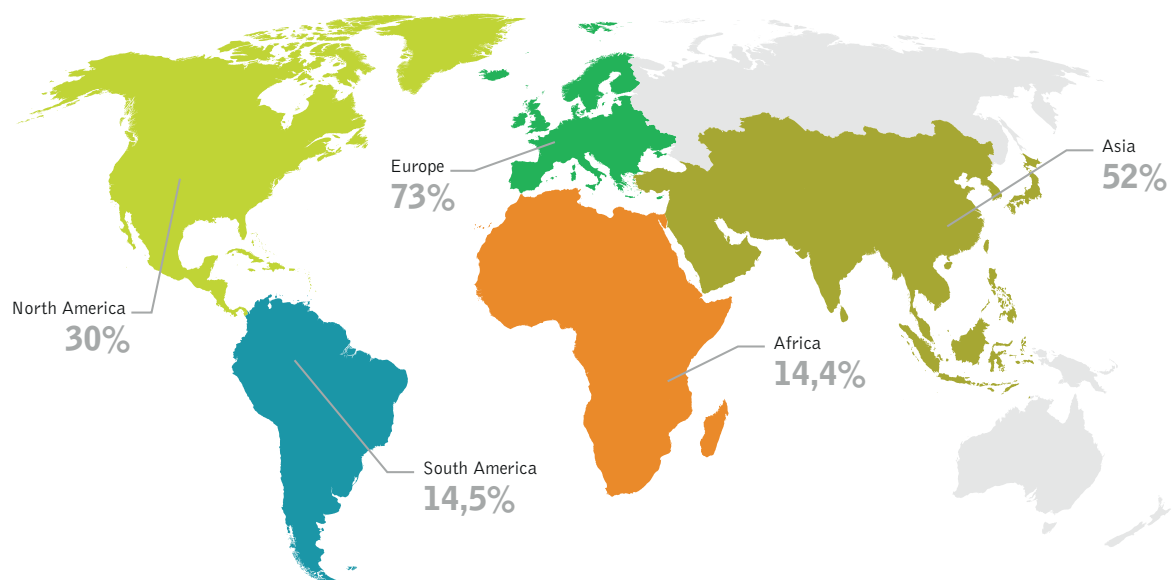 Asia
52%
Europe
73%
North America
30%
Africa
14,4%
South America
14,5%